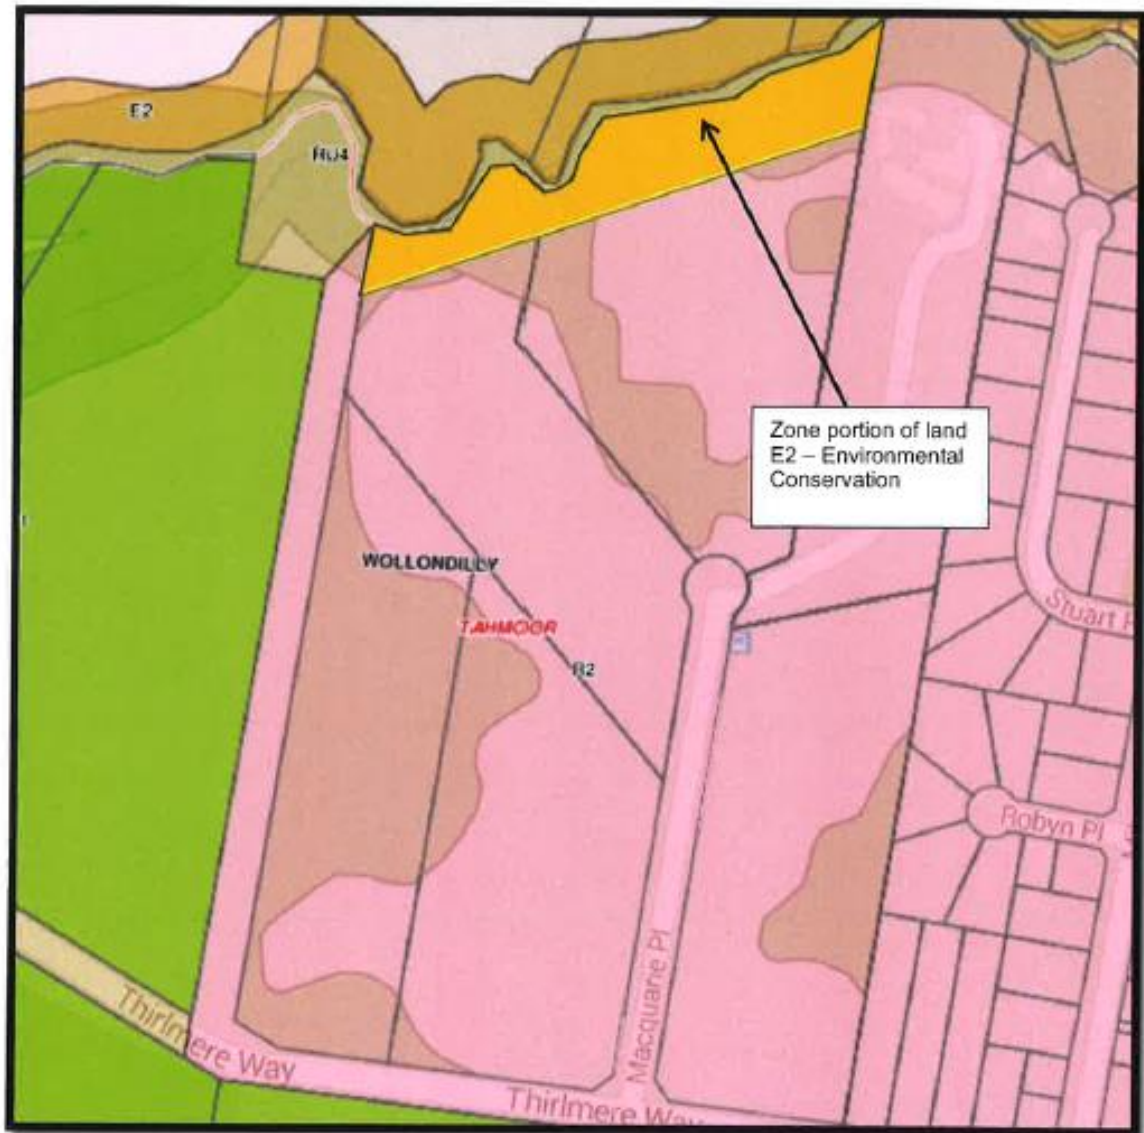 E2
RU4
Zone portion of land
E2 – Environmental
Conservation
WOLLONDILLY
TAHMOOR
R2
Stuart P
Robyn Pl
Macquarie Pl
Thirlmere Way
Thirlmere Way